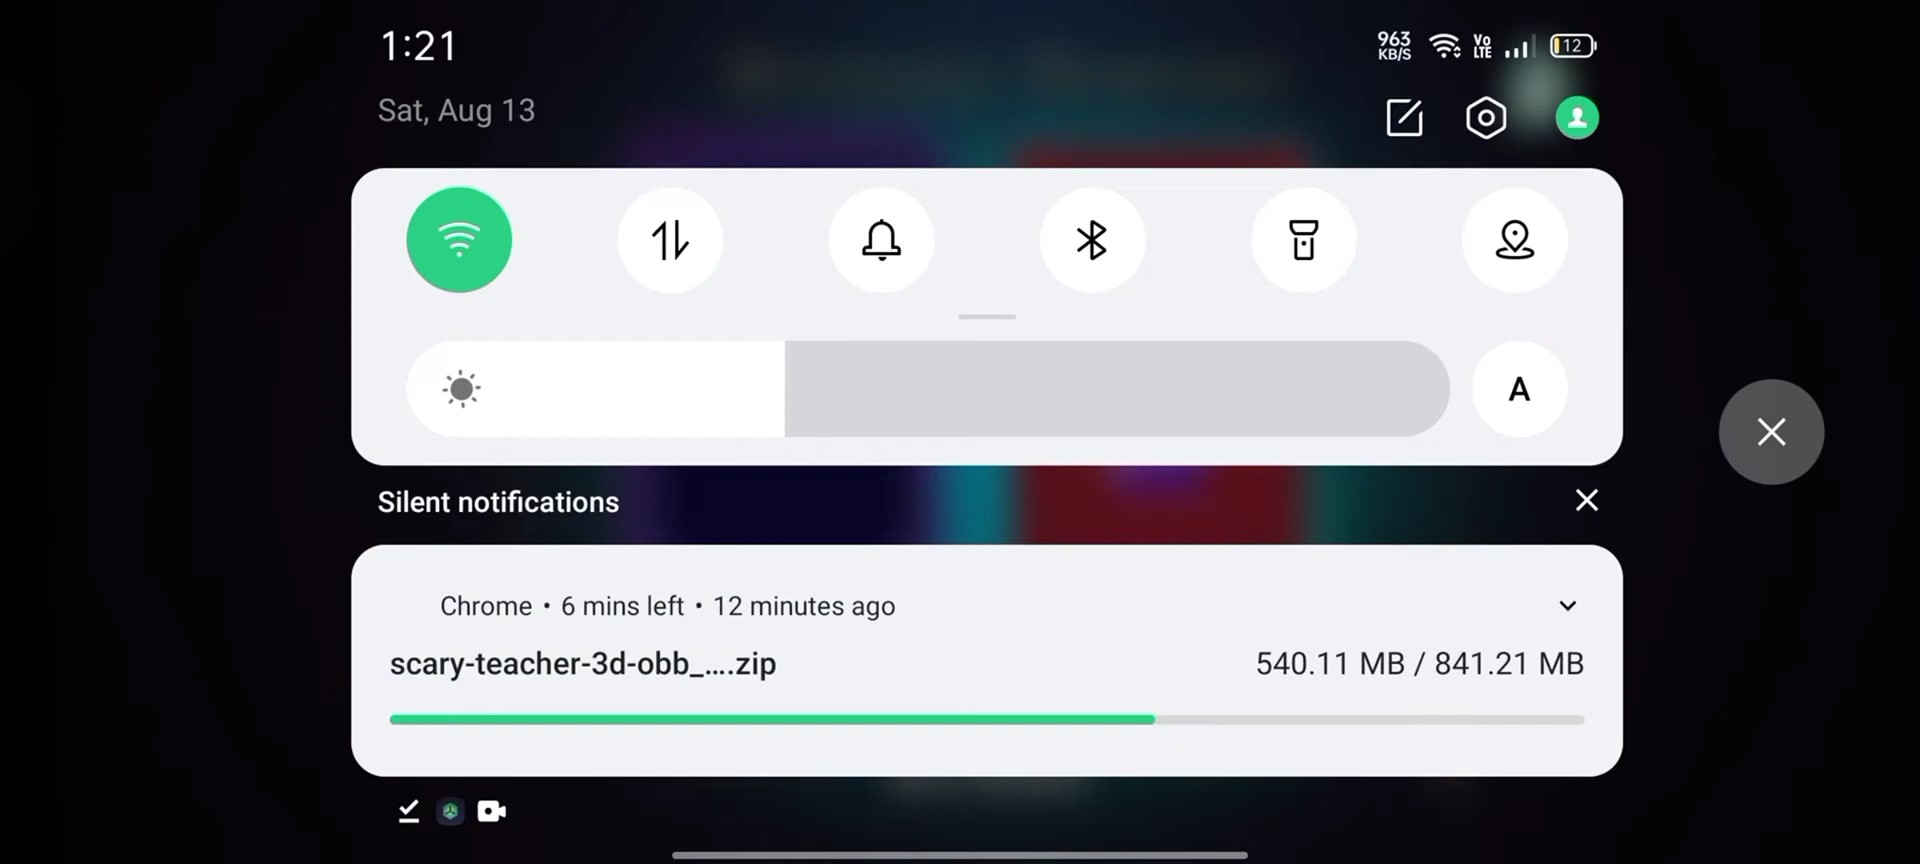 1:21
963 KB/S Vo LTE 12
Sat, Aug 13
A
Silent notifications
Chrome • 6 mins left • 12 minutes ago
scary-teacher-3d-obb_....zip 540.11 MB / 841.21 MB